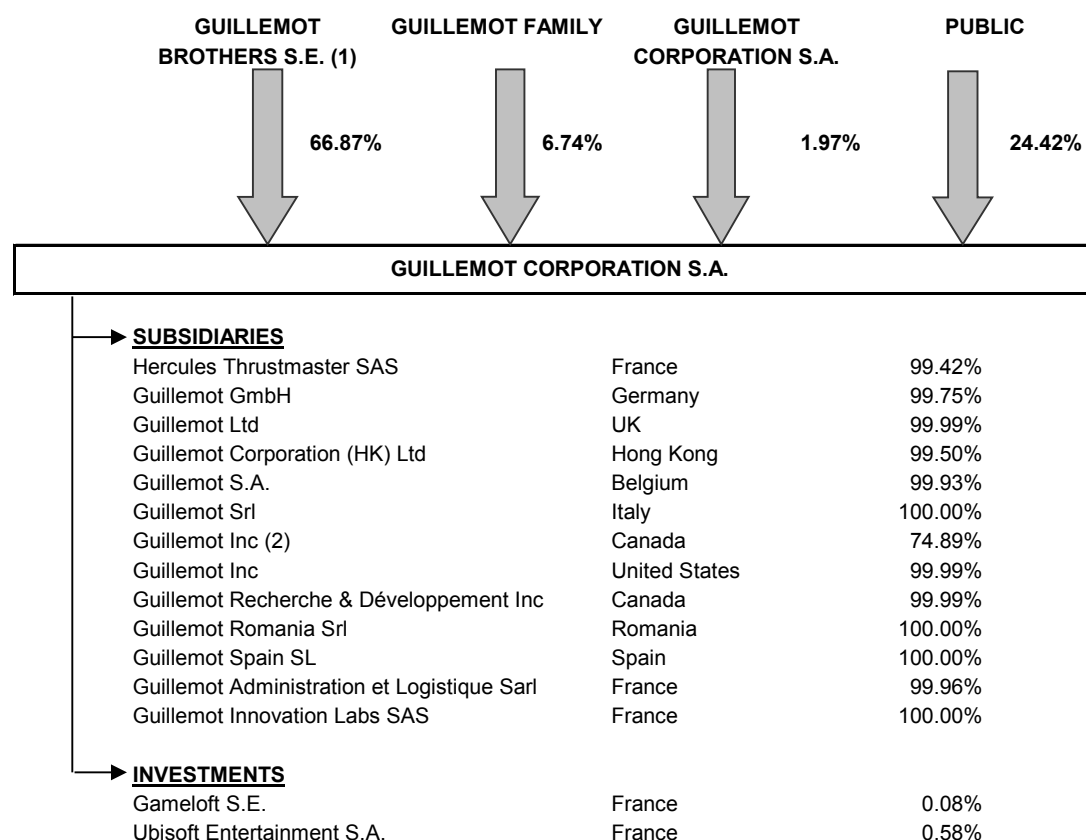 GUILLEMOT BROTHERS S.E. (1)
GUILLEMOT FAMILY
GUILLEMOT CORPORATION S.A.
PUBLIC
66.87%
6.74%
1.97%
24.42%
GUILLEMOT CORPORATION S.A.
SUBSIDIARIES
Hercules Thrustmaster SAS France 99.42%
Guillemot GmbH Germany 99.75%
Guillemot Ltd UK 99.99%
Guillemot Corporation (HK) Ltd Hong Kong 99.50%
Guillemot S.A. Belgium 99.93%
Guillemot Srl Italy 100.00%
Guillemot Inc (2) Canada 74.89%
Guillemot Inc United States 99.99%
Guillemot Recherche & Développement Inc Canada 99.99%
Guillemot Romania Srl Romania 100.00%
Guillemot Spain SL Spain 100.00%
Guillemot Administration et Logistique Sarl France 99.96%
Guillemot Innovation Labs SAS France 100.00%
INVESTMENTS
Gameloft S.E. France 0.08%
Ubisoft Entertainment S.A. France 0.58%